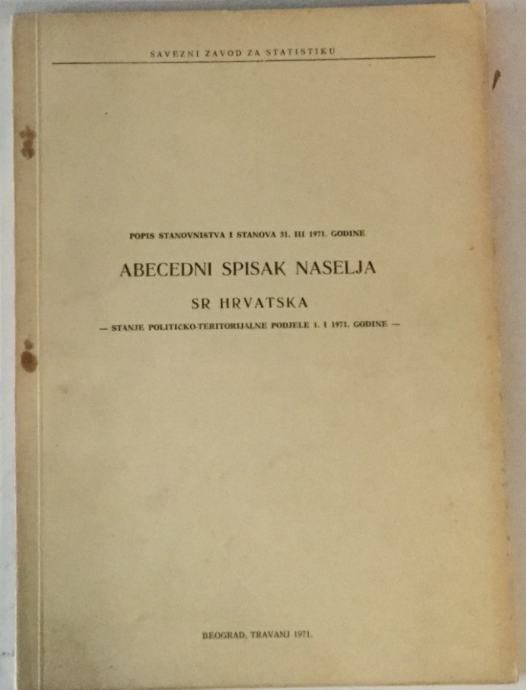 SAVEZNI ZAVOD ZA STATISTIKU
POPIS STANOVNISTVA I STANOVA 31. III 1971. GODINE
ABECEDNI SPISAK NASELJA
SR HRVATSKA
— STANJE POLITICKO-TERITORIJALNE PODJELE 1. I 1971. GODINE —
BEOGRAD, TRAVANJ 1971.